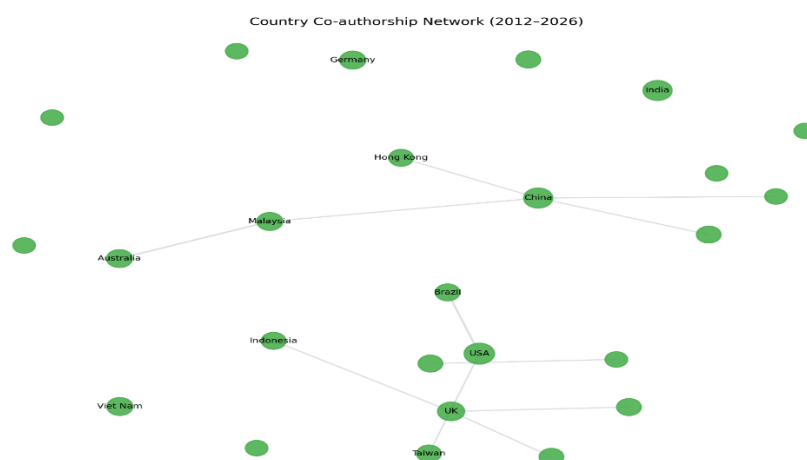 Country Co-authorship Network (2012–2026)
Germany
India
Hong Kong
China
Malaysia
Australia
Brazil
Indonesia
USA
Viet Nam
UK
Taiwan